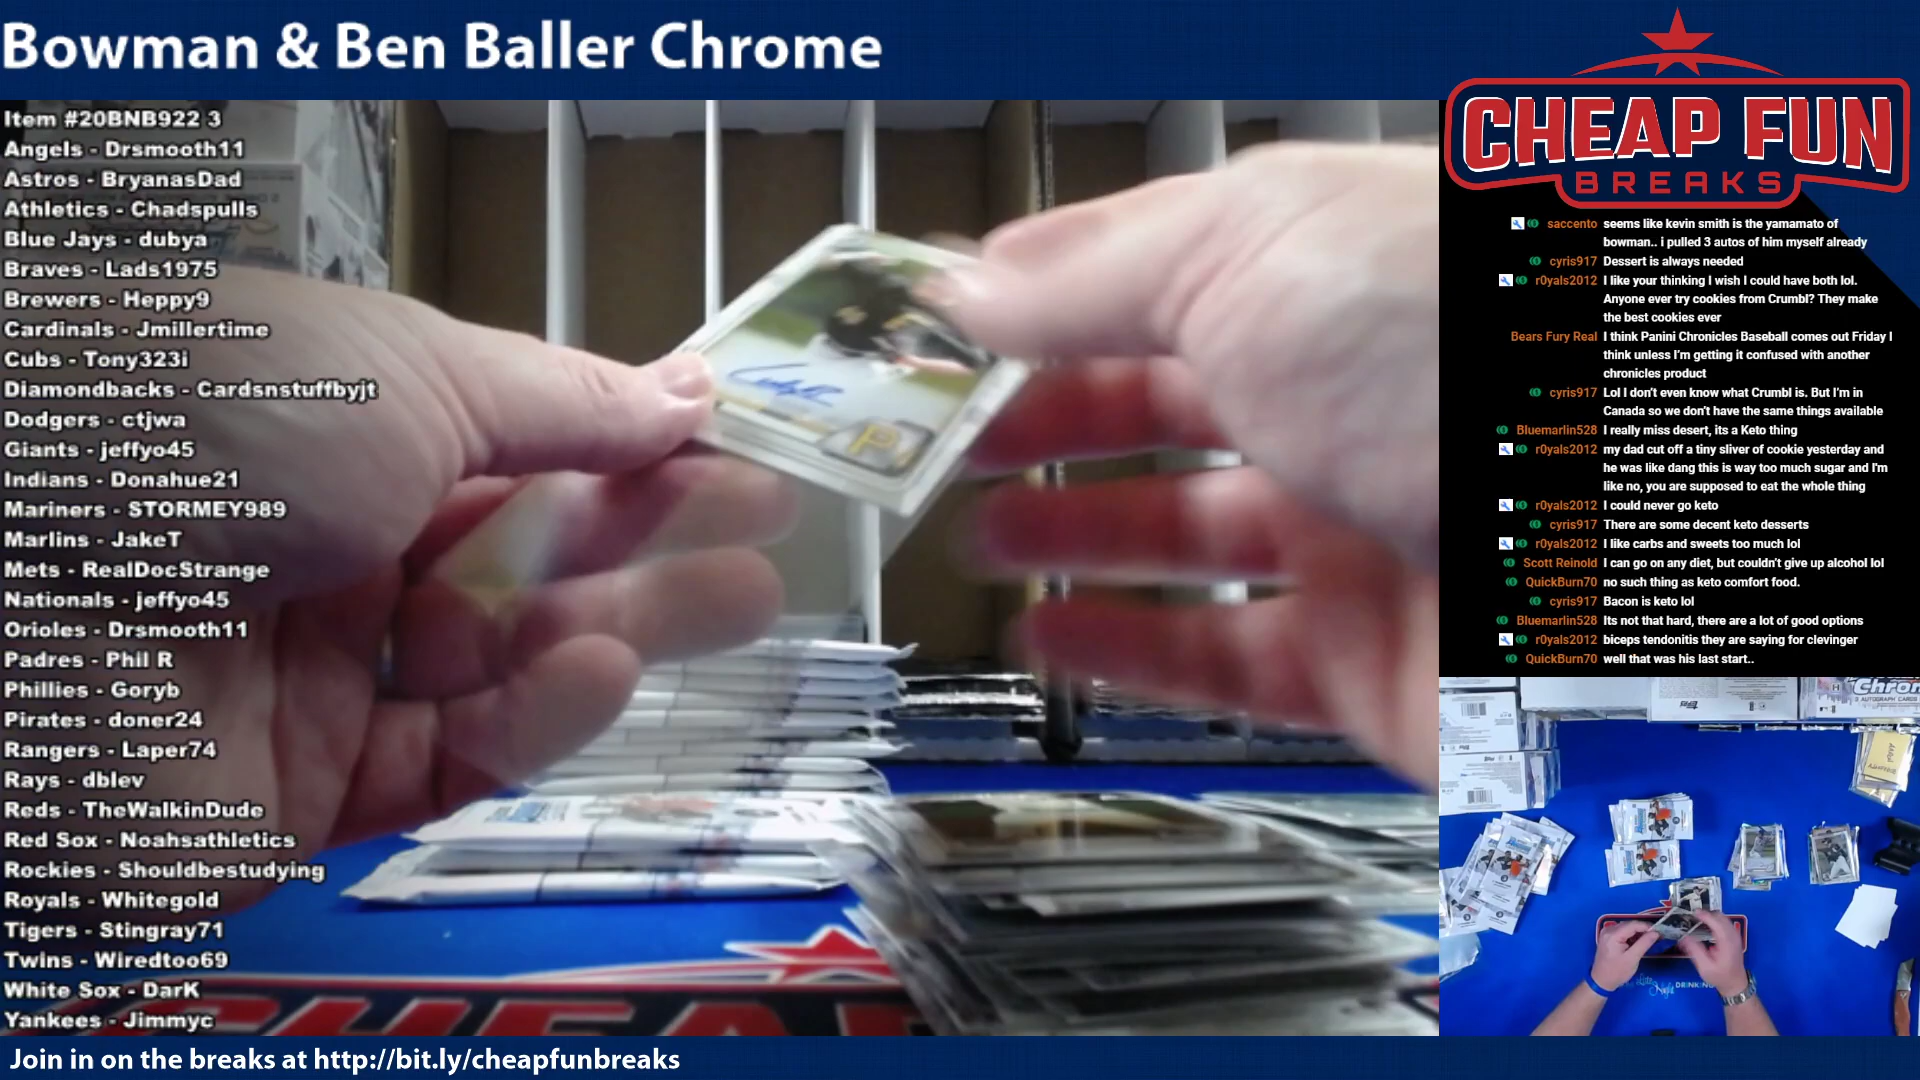 Bowman & Ben Baller Chrome
Item #20BNB922 3
Angels - Drsmooth11
Astros - BryanasDad
Athletics - Chadspulls
Blue Jays - dubya
Braves - Lads1975
Brewers - Heppy9
Cardinals - Jmillertime
Cubs - Tony323i
Diamondbacks - Cardsnstuffbyjt
Dodgers - ctjwa
Giants - jeffyo45
Indians - Donahue21
Mariners - STORMEY989
Marlins - JakeT
Mets - RealDocStrange
Nationals - jeffyo45
Orioles - Drsmooth11
Padres - Phil R
Phillies - Goryb
Pirates - doner24
Rangers - Laper74
Rays - dblev
Reds - TheWalkinDude
Red Sox - Noahsathletics
Rockies - Shouldbestudying
Royals - Whitegold
Tigers - Stingray71
Twins - Wiredtoo69
White Sox - DarK
Yankees - Jimmyc
P
CHEAP FUN
BREAKS
saccento seems like kevin smith is the yamamato of
bowman.. i pulled 3 autos of him myself already
cyris917 Dessert is always needed
r0yals2012 I like your thinking I wish I could have both lol.
Anyone ever try cookies from Crumbl? They make
the best cookies ever
Bears Fury Real I think Panini Chronicles Baseball comes out Friday I
think unless I'm getting it confused with another
chronicles product
cyris917 Lol I don't even know what Crumbl is. But I'm in
Canada so we don't have the same things available
Bluemarlin528 I really miss desert, its a Keto thing
r0yals2012 my dad cut off a tiny sliver of cookie yesterday and
he was like dang this is way too much sugar and I'm
like no, you are supposed to eat the whole thing
r0yals2012 I could never go keto
cyris917 There are some decent keto desserts
r0yals2012 I like carbs and sweets too much lol
Scott Reinold I can go on any diet, but couldn't give up alcohol lol
QuickBurn70 no such thing as keto comfort food.
cyris917 Bacon is keto lol
Bluemarlin528 Its not that hard, there are a lot of good options
r0yals2012 biceps tendonitis they are saying for clevinger
QuickBurn70 well that was his last start..
Chrom
Join in on the breaks at http://bit.ly/cheapfunbreaks